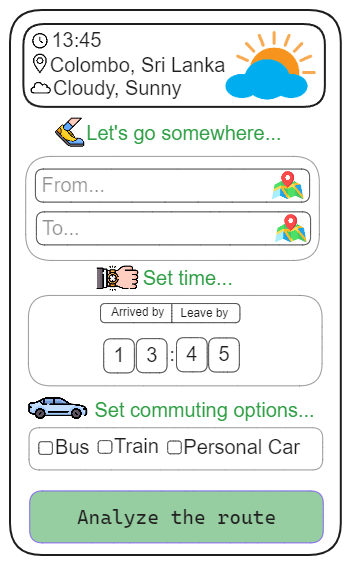 13:45
Colombo, Sri Lanka
Cloudy, Sunny
Let's go somewhere...
From...
To...
Set time...
Arrived by Leave by
1 3 : 4 5
Set commuting options...
Bus Train Personal Car
Analyze the route